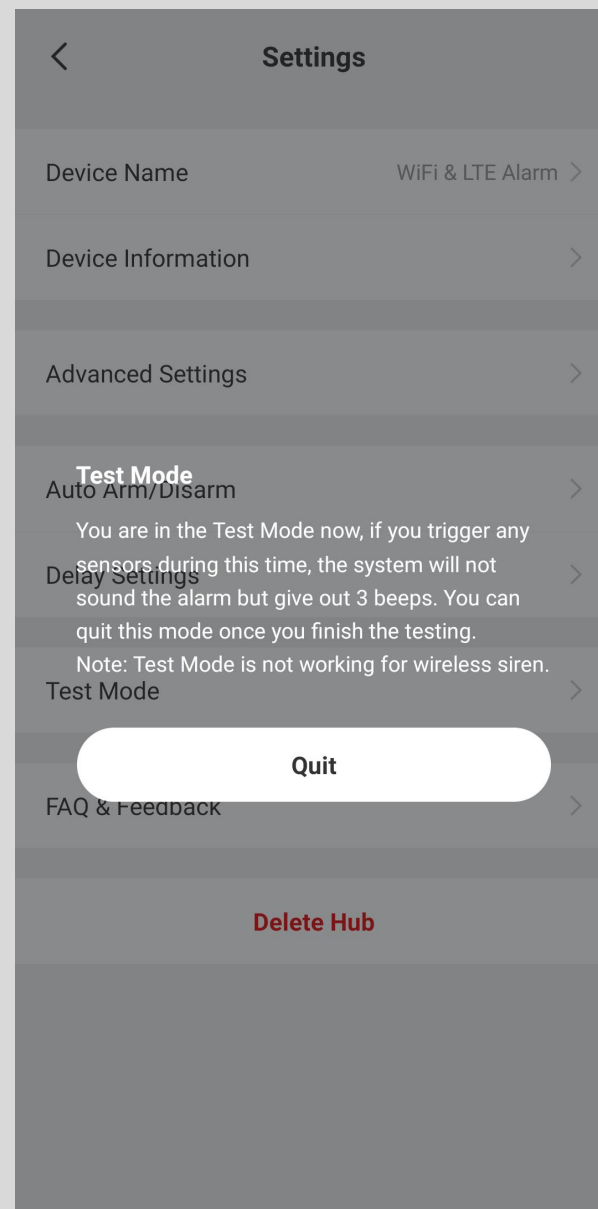 Settings
Device Name WiFi & LTE Alarm
Device Information
Advanced Settings
Test Mode
Auto Arm/Disarm
You are in the Test Mode now, if you trigger any
sensors during this time, the system will not
Delay Settings
sound the alarm but give out 3 beeps. You can
quit this mode once you finish the testing.
Note: Test Mode is not working for wireless siren.
Test Mode
Quit
FAQ & Feedback
Delete Hub